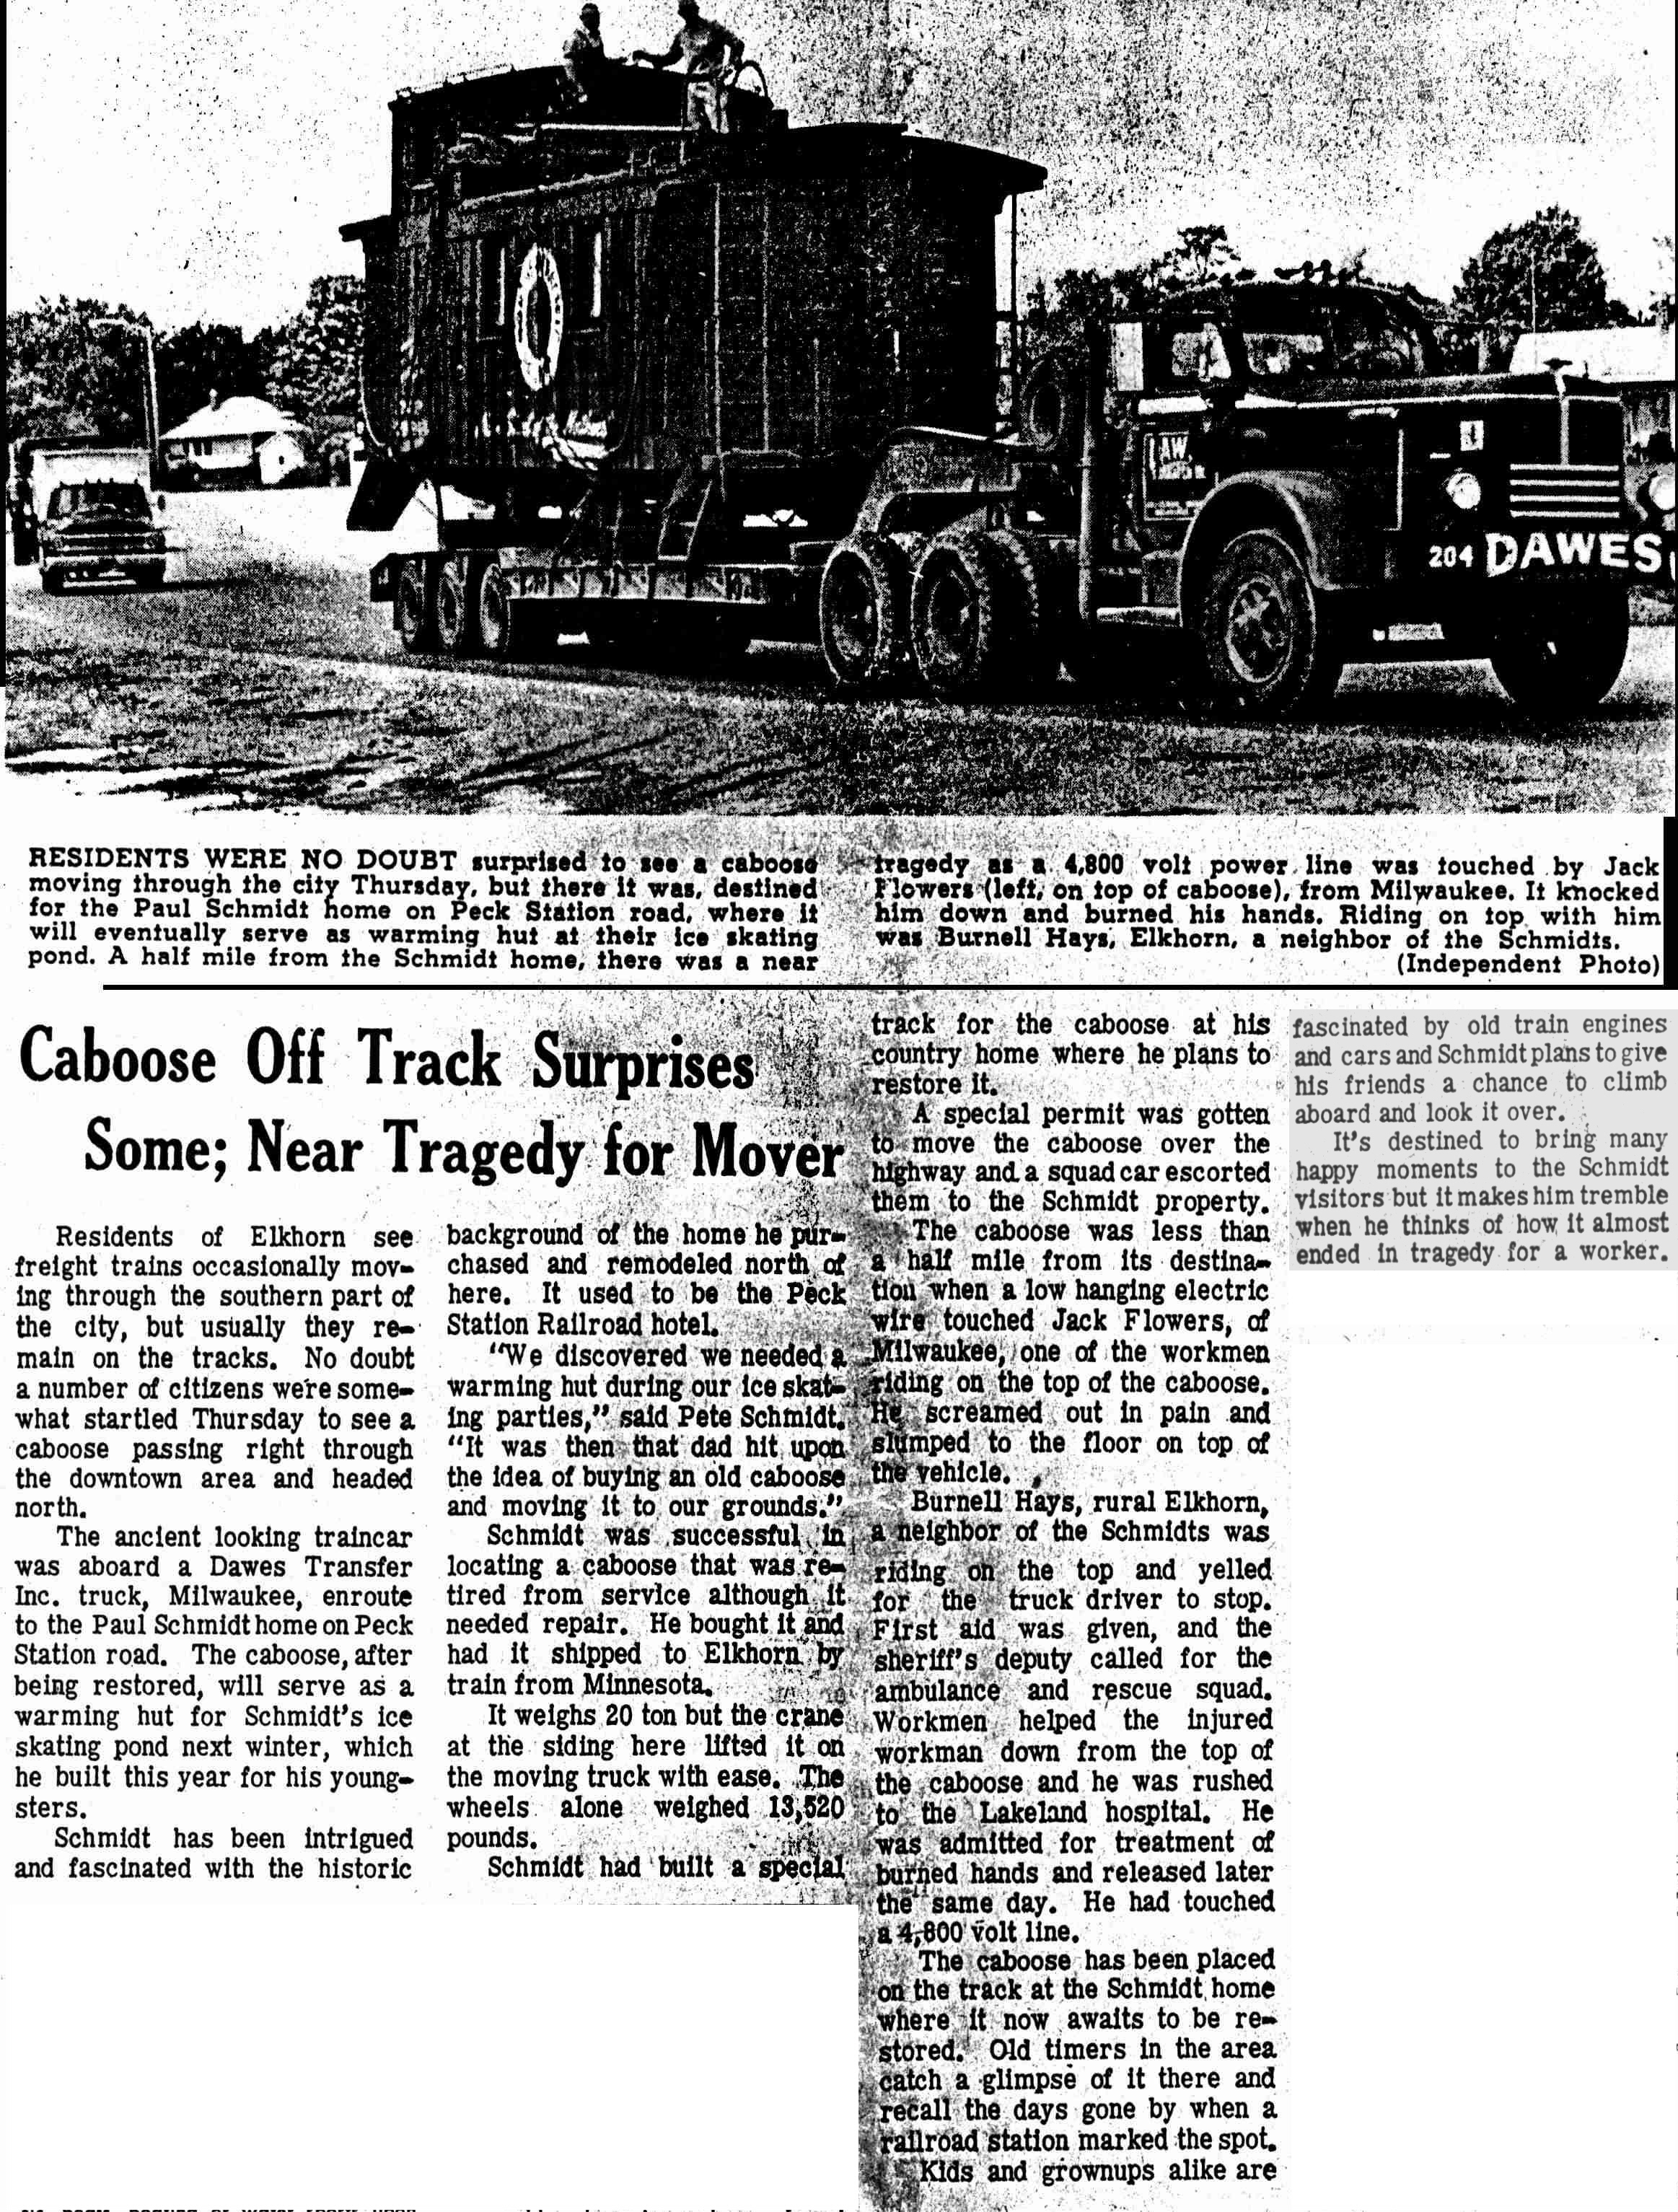 204 DAWES
RESIDENTS WERE NO DOUBT surprised to see a caboose
moving through the city Thursday, but there it was, destined
for the Paul Schmidt home on Peck Station road, where it
will eventually serve as warming hut at their ice skating
pond. A half mile from the Schmidt home, there was a near
tragedy as a 4,800 volt power line was touched by Jack
Flowers (left, on top of caboose), from Milwaukee. It knocked
him down and burned his hands. Riding on top with him
was Burnell Hays, Elkhorn, a neighbor of the Schmidts.
(Independent Photo)
Caboose Off Track Surprises
Some; Near Tragedy for Mover
Residents of Elkhorn see
freight trains occasionally mov-
ing through the southern part of
the city, but usually they re-
main on the tracks. No doubt
a number of citizens were some-
what startled Thursday to see a
caboose passing right through
the downtown area and headed
north.
The ancient looking traincar
was aboard a Dawes Transfer
Inc. truck, Milwaukee, enroute
to the Paul Schmidt home on Peck
Station road. The caboose, after
being restored, will serve as a
warming hut for Schmidt's ice
skating pond next winter, which
he built this year for his young-
sters.
Schmidt has been intrigued
and fascinated with the historic
background of the home he pur-
chased and remodeled north of
here. It used to be the Peck
Station Railroad hotel.
"We discovered we needed a
warming hut during our ice skat-
ing parties," said Pete Schmidt.
"It was then that dad hit upon
the idea of buying an old caboose
and moving it to our grounds."
Schmidt was successful in
locating a caboose that was re-
tired from service although it
needed repair. He bought it and
had it shipped to Elkhorn by
train from Minnesota.
It weighs 20 ton but the crane
at the siding here lifted it on
the moving truck with ease. The
wheels alone weighed 13,520
pounds.
Schmidt had built a special
track for the caboose at his
country home where he plans to
restore it.
A special permit was gotten
to move the caboose over the
highway and a squad car escorted
them to the Schmidt property.
The caboose was less than
a half mile from its destina-
tion when a low hanging electric
wire touched Jack Flowers, of
Milwaukee, one of the workmen
riding on the top of the caboose.
He screamed out in pain and
slumped to the floor on top of
the vehicle.
Burnell Hays, rural Elkhorn,
a neighbor of the Schmidts was
riding on the top and yelled
for the truck driver to stop.
First aid was given, and the
sheriff's deputy called for the
ambulance and rescue squad.
Workmen helped the injured
workman down from the top of
the caboose and he was rushed
to the Lakeland hospital. He
was admitted for treatment of
burned hands and released later
the same day. He had touched
a 4,800 volt line.
The caboose has been placed
on the track at the Schmidt home
where it now awaits to be re-
stored. Old timers in the area
catch a glimpse of it there and
recall the days gone by when a
railroad station marked the spot.
Kids and grownups alike are
fascinated by old train engines
and cars and Schmidt plans to give
his friends a chance to climb
aboard and look it over.
It's destined to bring many
happy moments to the Schmidt
visitors but it makes him tremble
when he thinks of how it almost
ended in tragedy for a worker.